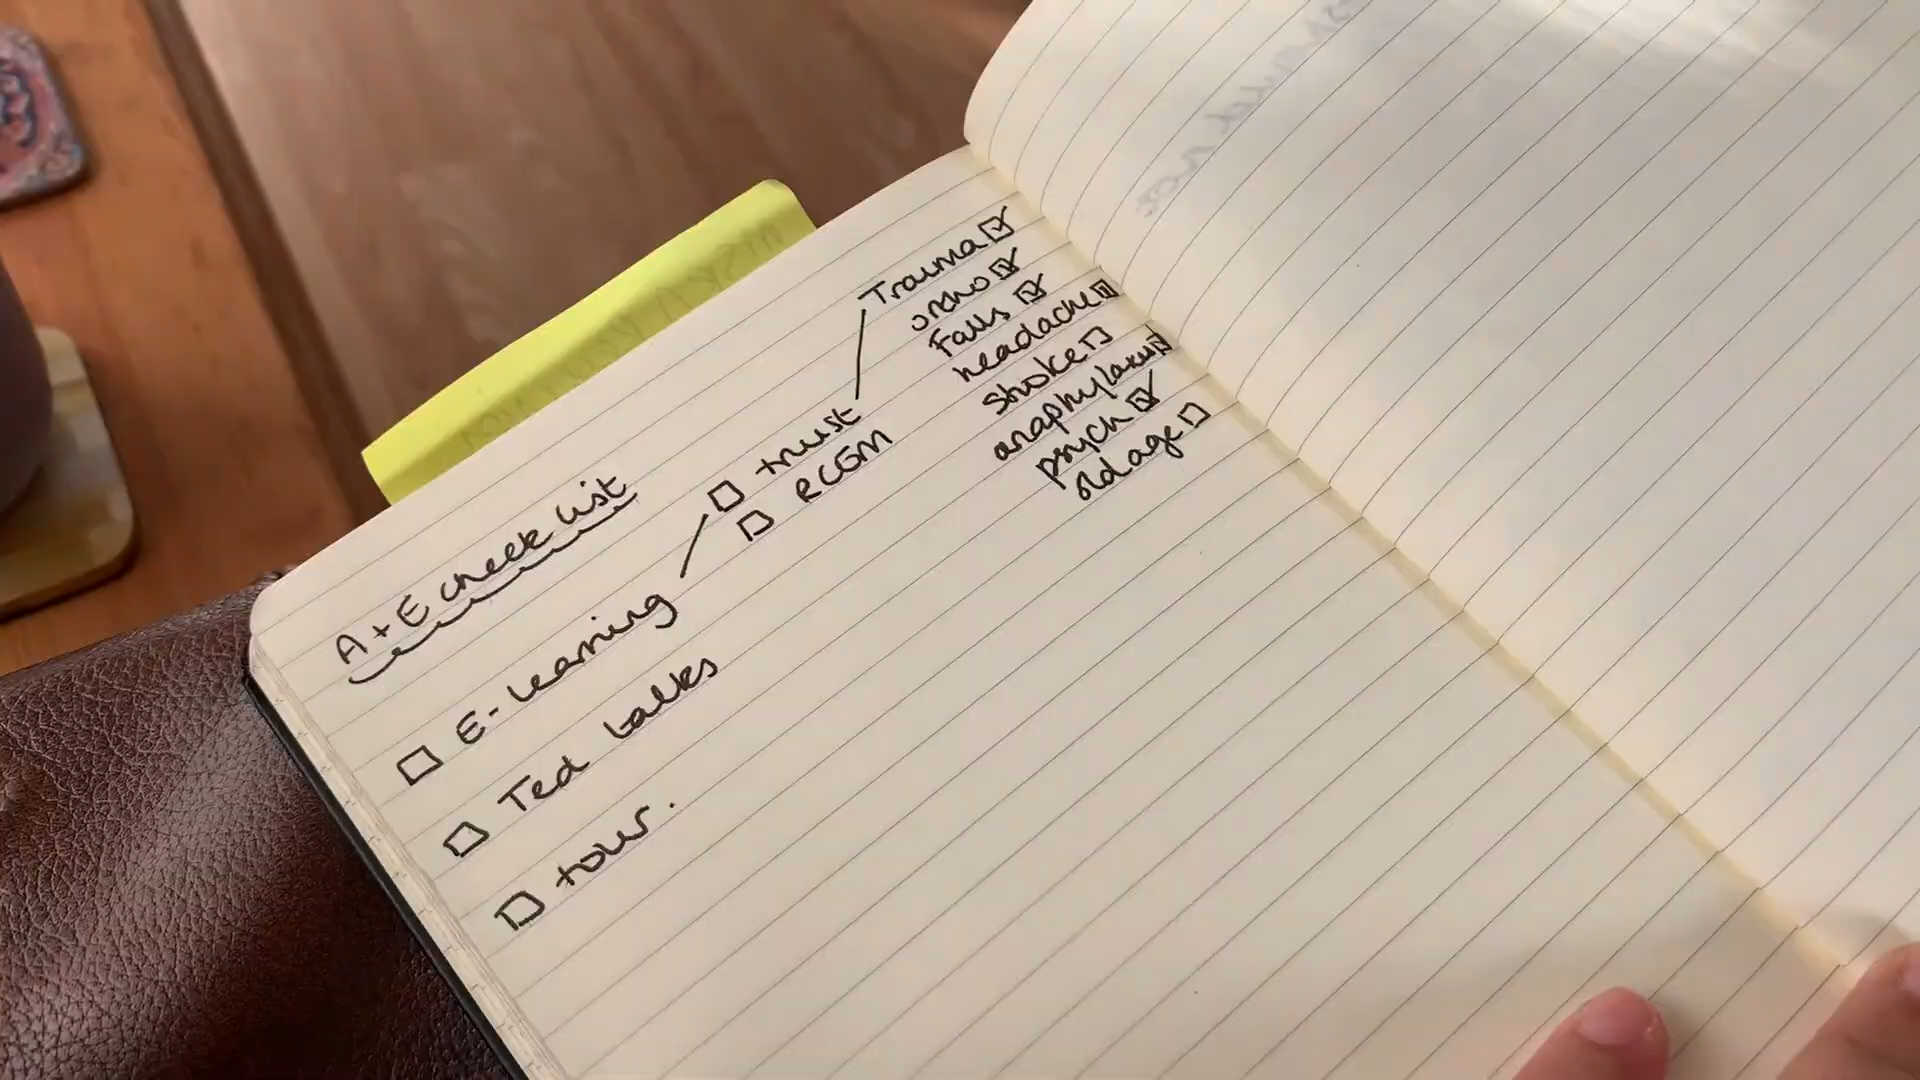 A + E check list
☐ E-learning
☐ trust
☐ RCEM
Trauma ☑
ortho ☑
Falls ☑
headache ☑
Stroke ☐
anaphylaxis ☑
psych ☑
old age ☐
☐ Ted talks
☐ tour.